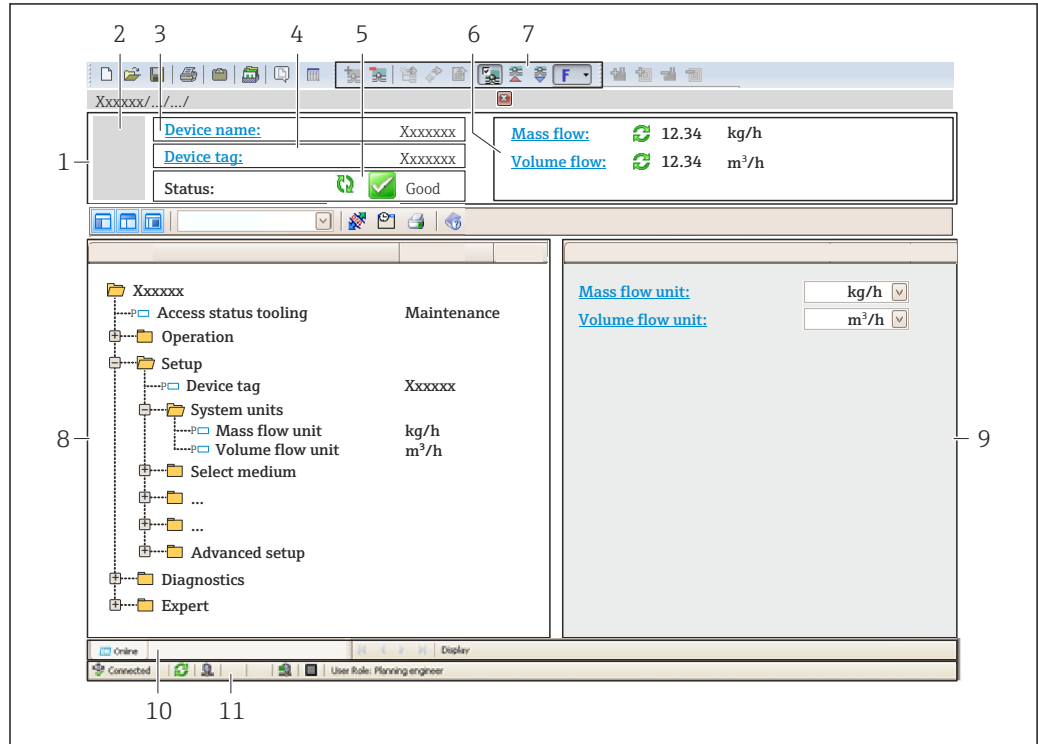 2 3 4 5 6 7
F
Xxxxxx/.../.../
1
Device name: Xxxxxxx
Device tag: Xxxxxxx
Status: Good
Mass flow: 12.34 kg/h
Volume flow: 12.34 m³/h
Xxxxxx
P Access status tooling Maintenance
Operation
Setup
P Device tag Xxxxxx
System units
P Mass flow unit kg/h
P Volume flow unit m³/h
Select medium
...
...
Advanced setup
Diagnostics
Expert
8
Mass flow unit: kg/h
Volume flow unit: m³/h
9
Online Display
Connected User Role: Planning engineer
10 11